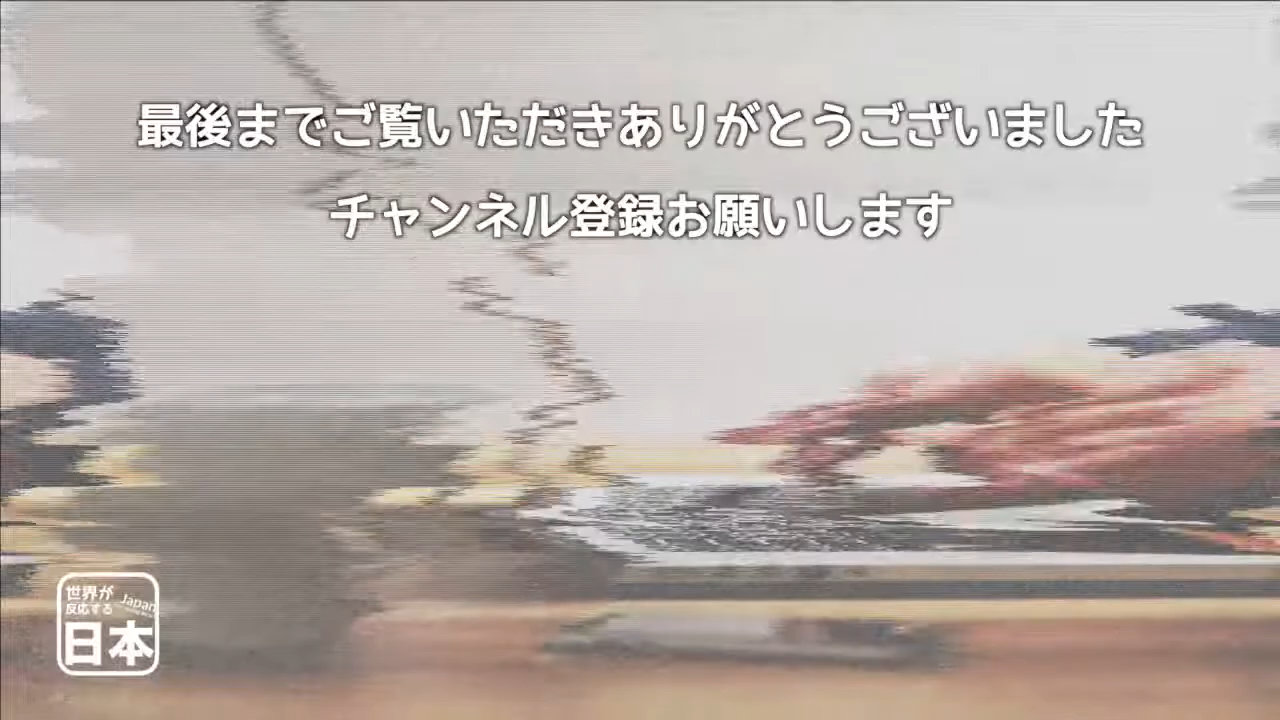 最後までご覧いただきありがとうございました
チャンネル登録お願いします
世界が
反応する
Japan
日本